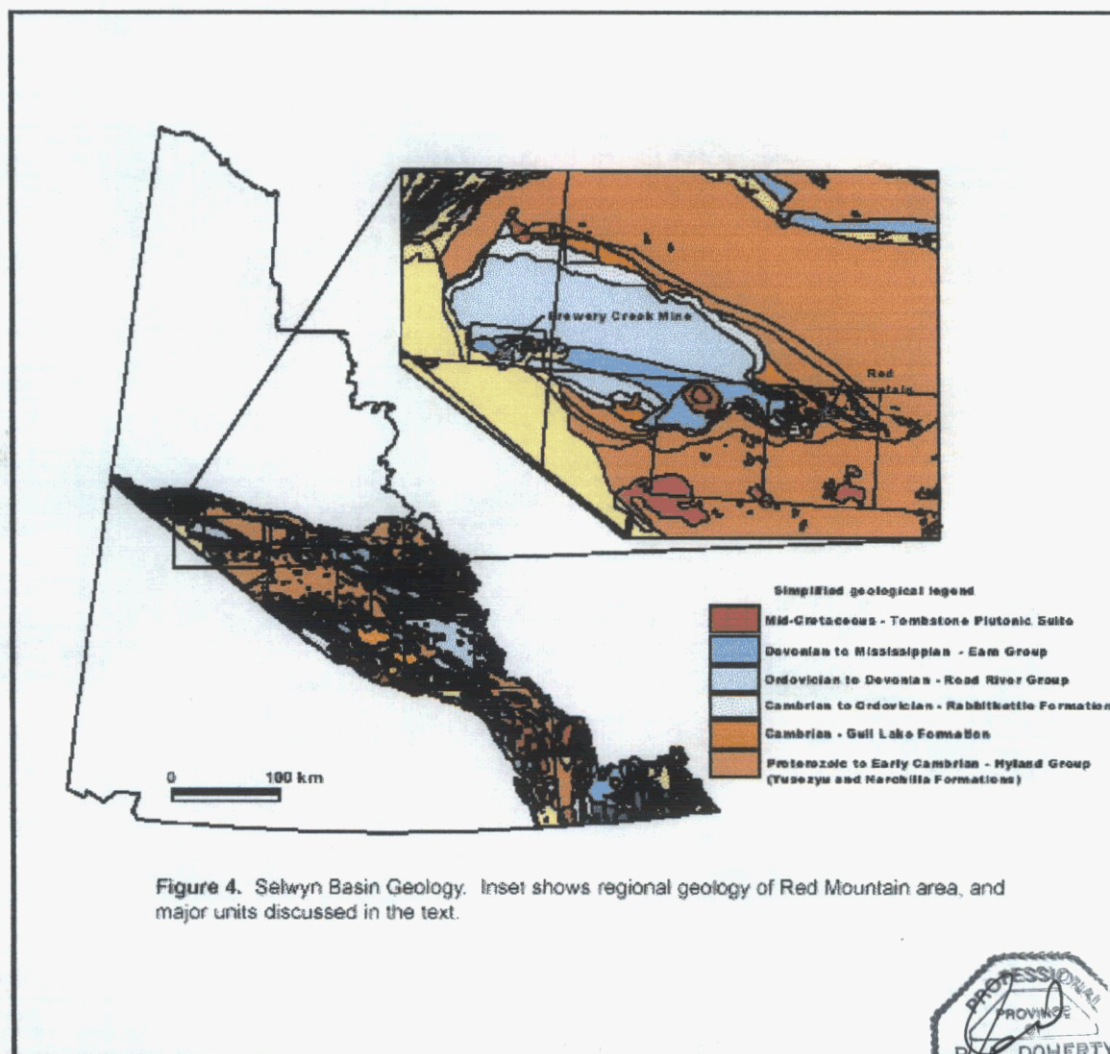 Brewery Creek Mine
Red
Mountain
Simplified geological legend
Mid-Cretaceous - Tombstone Plutonic Suite
Devonian to Mississippian - Earn Group
Ordovician to Devonian - Road River Group
Cambrian to Ordovician - Rabbitkettle Formation
Cambrian - Gull Lake Formation
Proterozoic to Early Cambrian - Hyland Group
(Yusezyu and Narchilla Formations)
0 100 km
Figure 4. Selwyn Basin Geology. Inset shows regional geology of Red Mountain area, and
major units discussed in the text.
PROFESSIONAL
PROVINCE
OF
DOHERTY